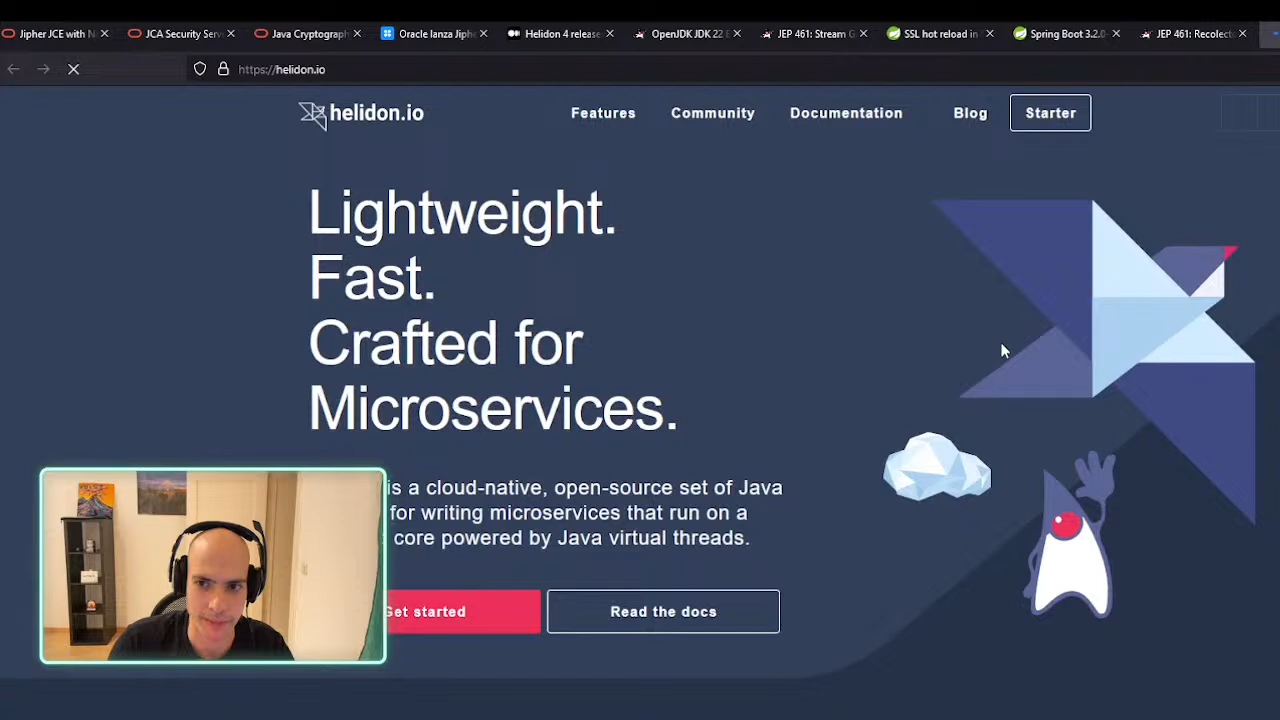 Jipher JCE with N
JCA Security Serv
Java Cryptograph
Oracle lanza Jiphe
Helidon 4 release
OpenJDK JDK 22 E
JEP 461: Stream G
SSL hot reload in
Spring Boot 3.2.0
JEP 461: Recolect
https://helidon.io
helidon.io
Features
Community
Documentation
Blog
Starter
Lightweight.
Fast.
Crafted for
Microservices.
is a cloud-native, open-source set of Java
for writing microservices that run on a
core powered by Java virtual threads.
Get started
Read the docs